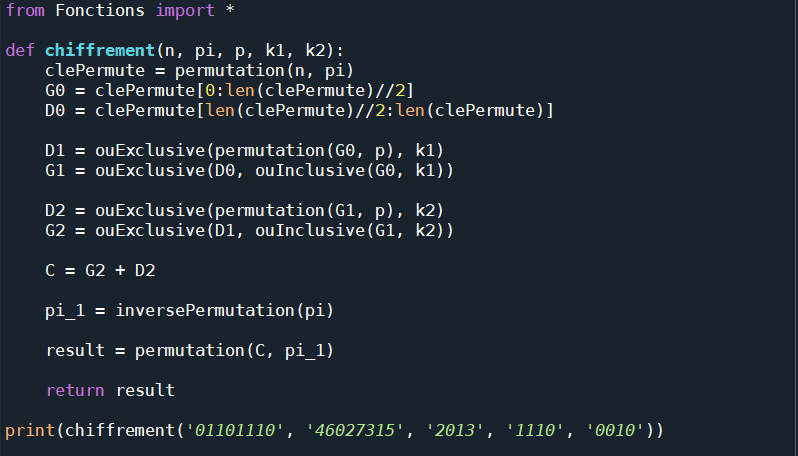 from Fonctions import *
def chiffrement(n, pi, p, k1, k2):
clePermute = permutation(n, pi)
G0 = clePermute[0:len(clePermute)//2]
D0 = clePermute[len(clePermute)//2:len(clePermute)]
D1 = ouExclusive(permutation(G0, p), k1)
G1 = ouExclusive(D0, ouInclusive(G0, k1))
D2 = ouExclusive(permutation(G1, p), k2)
G2 = ouExclusive(D1, ouInclusive(G1, k2))
C = G2 + D2
pi_1 = inversePermutation(pi)
result = permutation(C, pi_1)
return result
print(chiffrement('01101110', '46027315', '2013', '1110', '0010'))